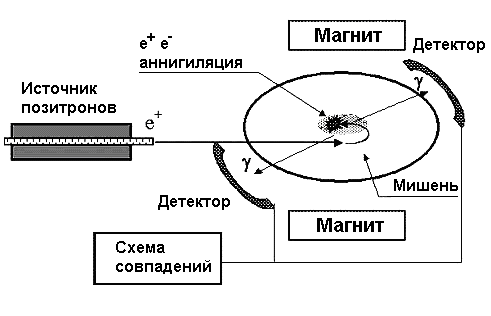 e⁺ e⁻
аннигиляция
Магнит
Детектор
Источник
позитронов
e⁺
γ
γ
Детектор
Мишень
Магнит
Схема
совпадений